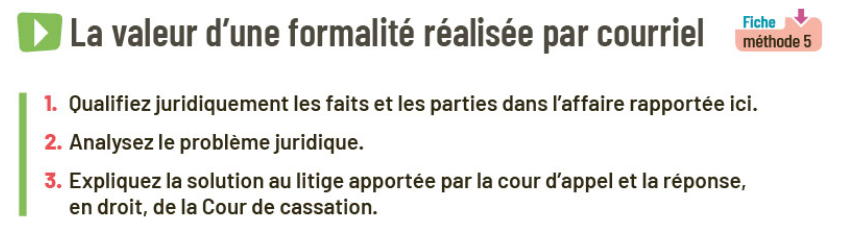 La valeur d’une formalité réalisée par courriel
Fiche
méthode 5
1. Qualifiez juridiquement les faits et les parties dans l’affaire rapportée ici.
2. Analysez le problème juridique.
3. Expliquez la solution au litige apportée par la cour d’appel et la réponse,
en droit, de la Cour de cassation.